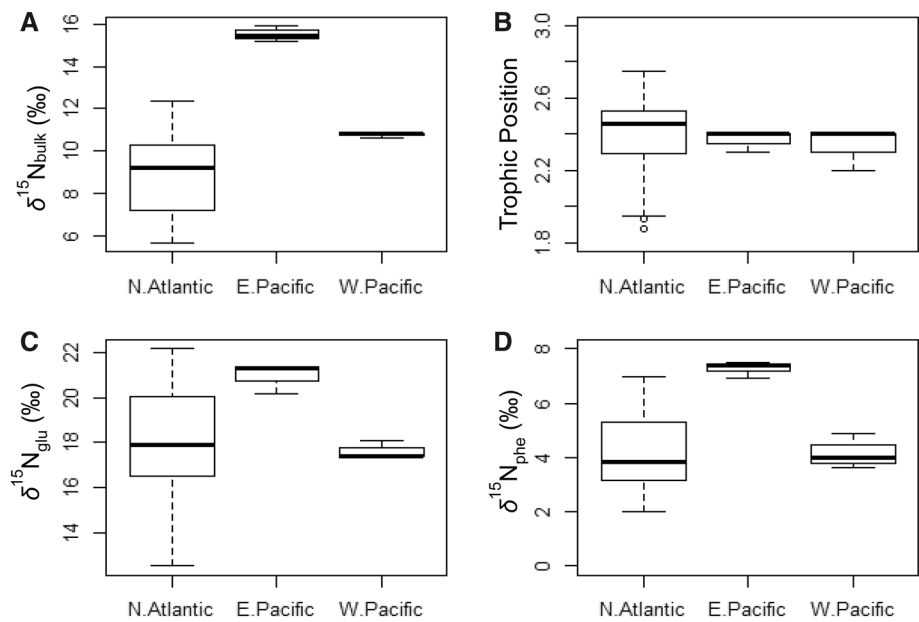 A
δ15Nbulk (‰)
16
14
12
10
8
6
N.Atlantic E.Pacific W.Pacific
B
Trophic Position
3.0
2.6
2.2
1.8
N.Atlantic E.Pacific W.Pacific
C
δ15Nglu (‰)
22
20
18
16
14
N.Atlantic E.Pacific W.Pacific
D
δ15Nphe (‰)
8
6
4
2
0
N.Atlantic E.Pacific W.Pacific